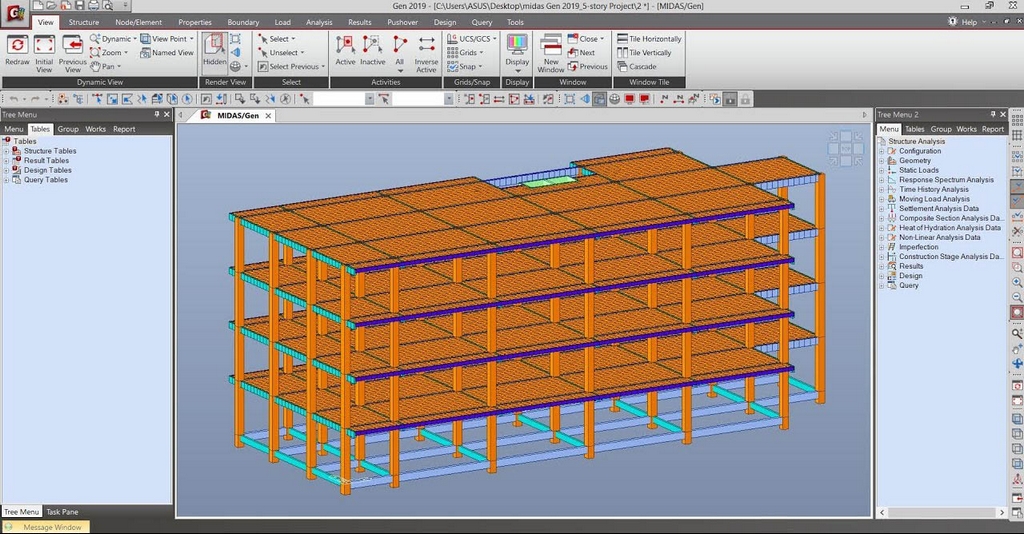 Gen 2019 - [C:\Users\ASUS\Desktop\midas Gen 2019_5-story Project\2 *] - [MIDAS/Gen]
View Structure Node/Element Properties Boundary Load Analysis Results Pushover Design Query Tools Help
Redraw Initial View Previous View Dynamic Zoom Pan View Point Named View
Hidden
Select Unselect Select Previous
Active Inactive All Inverse Active
UCS/GCS Grids Snap
Display
New Window Close Next Previous
Tile Horizontally Tile Vertically Cascade
Dynamic View Render View Select Activities Grids/Snap Display Window Window Tile
Tree Menu
Menu Tables Group Works Report
Tables
Structure Tables
Result Tables
Design Tables
Query Tables
Tree Menu Task Pane
Message Window
MIDAS/Gen
Tree Menu 2
Menu Tables Group Works Report
Structure Analysis
Configuration
Geometry
Static Loads
Response Spectrum Analysis
Time History Analysis
Moving Load Analysis
Settlement Analysis Data
Composite Section Analysis Da...
Heat of Hydration Analysis Data
Non-Linear Analysis Data
Imperfection
Construction Stage Analysis Da...
Results
Design
Query